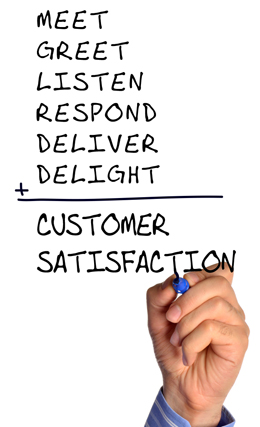 MEET
GREET
LISTEN
RESPOND
DELIVER
+ DELIGHT
CUSTOMER
SATISFACTION